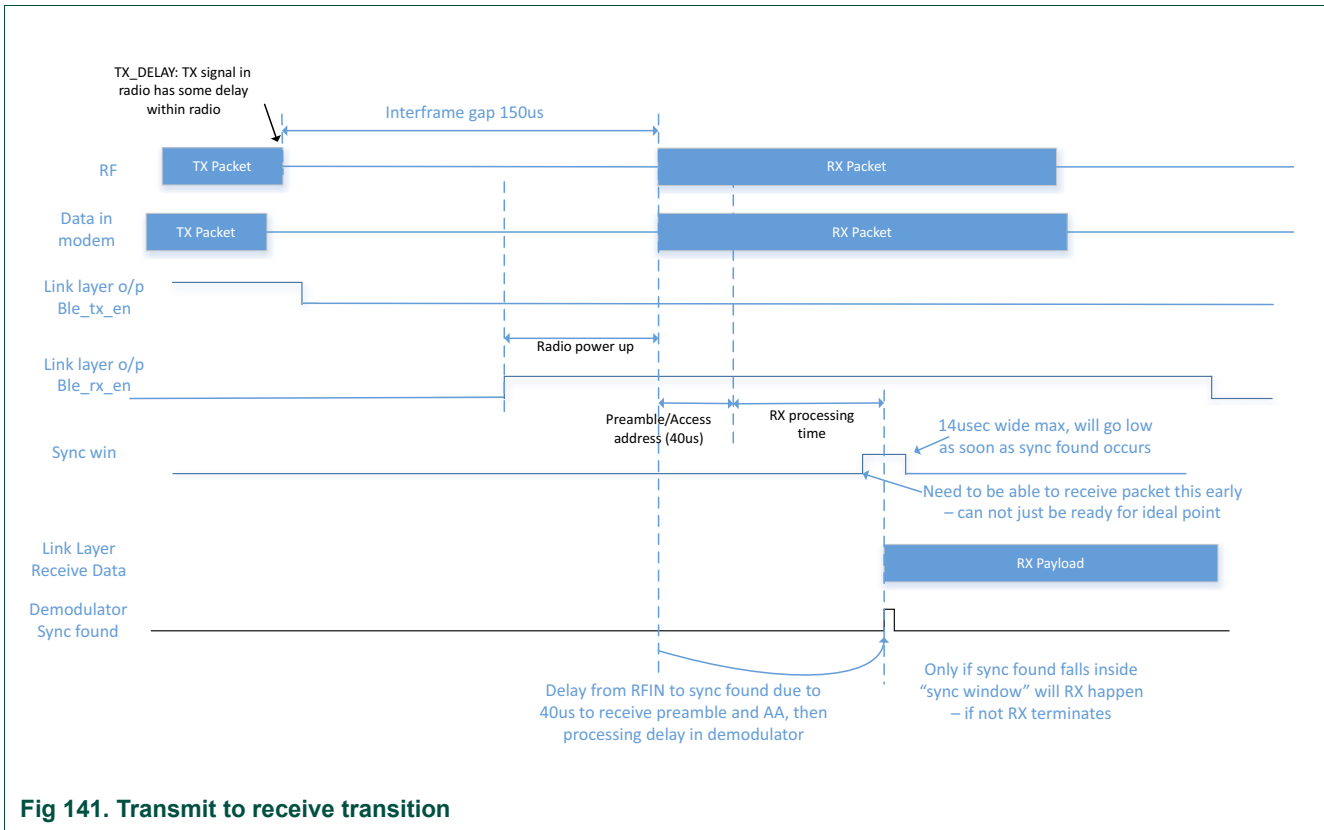 TX_DELAY: TX signal in
radio has some delay
within radio
Interframe gap 150us
RF
TX Packet
RX Packet
Data in
modem
TX Packet
RX Packet
Link layer o/p
Ble_tx_en
Radio power up
Link layer o/p
Ble_rx_en
Preamble/Access
address (40us)
RX processing
time
14usec wide max, will go low
as soon as sync found occurs
Sync win
Need to be able to receive packet this early
– can not just be ready for ideal point
Link Layer
Receive Data
RX Payload
Demodulator
Sync found
Delay from RFIN to sync found due to
40us to receive preamble and AA, then
processing delay in demodulator
Only if sync found falls inside
“sync window” will RX happen
– if not RX terminates
Fig 141. Transmit to receive transition